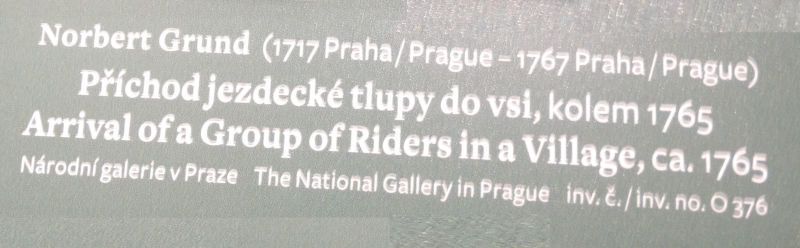 Norbert Grund (1717 Praha/Prague – 1767 Praha/Prague)
Příchod jezdecké tlupy do vsi, kolem 1765
Arrival of a Group of Riders in a Village, ca. 1765
Národní galerie v Praze The National Gallery in Prague inv. č./inv. no. O 376